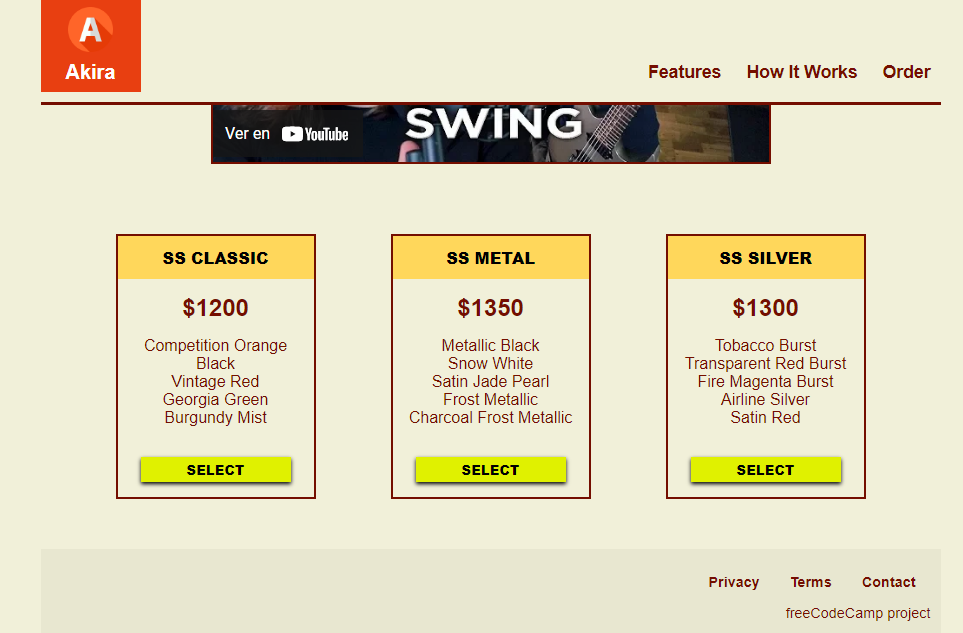 A
Akira
Features How It Works Order
Ver en YouTube
SWING
SS CLASSIC
$1200
Competition Orange
Black
Vintage Red
Georgia Green
Burgundy Mist
SELECT
SS METAL
$1350
Metallic Black
Snow White
Satin Jade Pearl
Frost Metallic
Charcoal Frost Metallic
SELECT
SS SILVER
$1300
Tobacco Burst
Transparent Red Burst
Fire Magenta Burst
Airline Silver
Satin Red
SELECT
Privacy Terms Contact
freeCodeCamp project